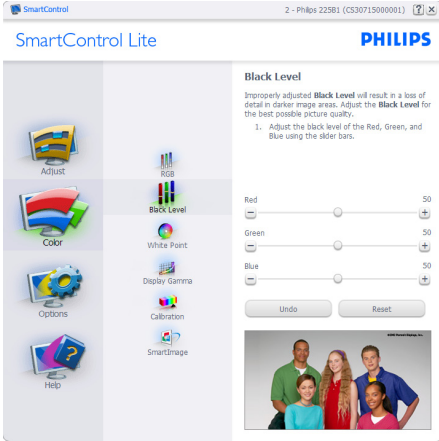 SmartControl
2 - Philips 225B1 (CS30715000001)
SmartControl Lite
PHILIPS
Adjust
Color
Options
Help
RGB
Black Level
White Point
Display Gamma
Calibration
SmartImage
Black Level
Improperly adjusted Black Level will result in a loss of
detail in darker image areas. Adjust the Black Level for
the best possible picture quality.
1. Adjust the black level of the Red, Green, and
Blue using the slider bars.
Red 50
Green 50
Blue 50
Undo Reset